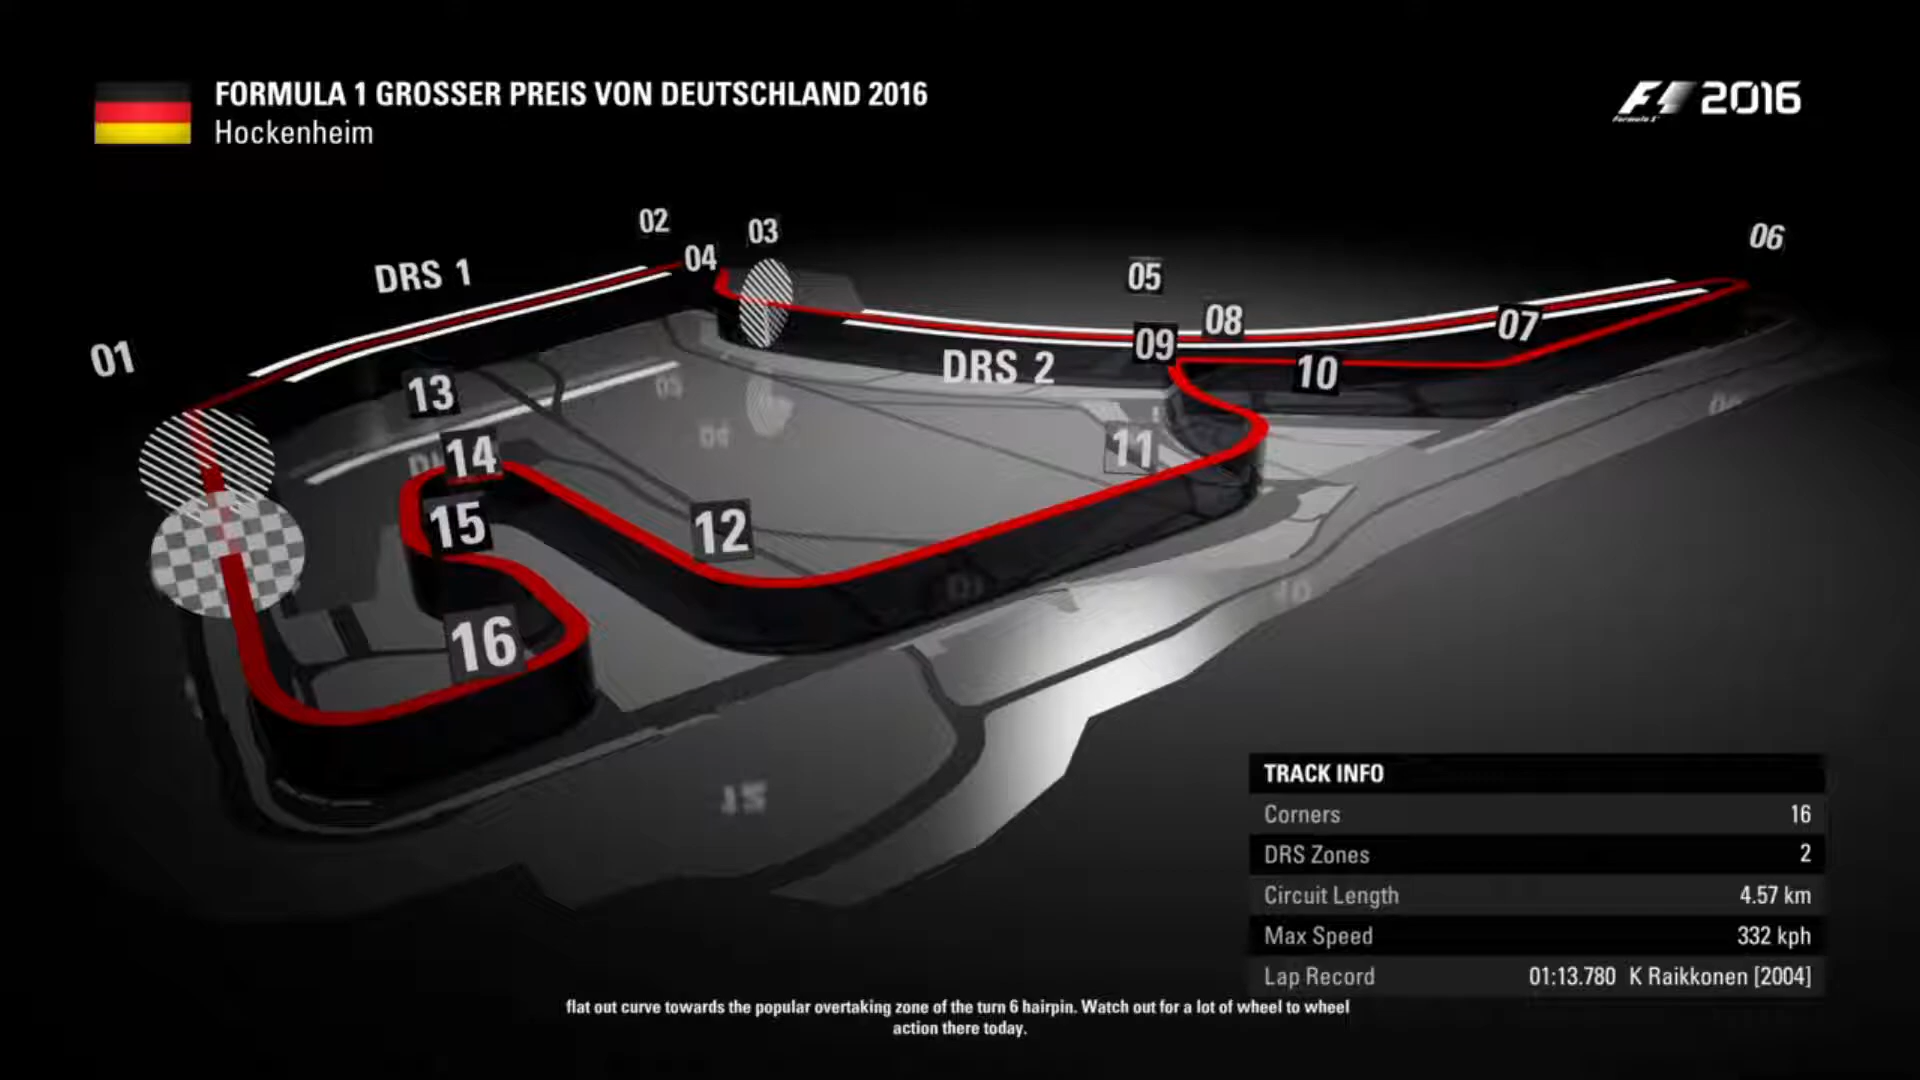 FORMULA 1 GROSSER PREIS VON DEUTSCHLAND 2016
Hockenheim
F1 2016
Formula 1
02
03
04
DRS 1
06
05
01
08
07
09
DRS 2
10
13
11
14
15
12
16
TRACK INFO
Corners 16
DRS Zones 2
Circuit Length 4.57 km
Max Speed 332 kph
Lap Record 01:13.780 K Raikkonen [2004]
flat out curve towards the popular overtaking zone of the turn 6 hairpin. Watch out for a lot of wheel to wheel
action there today.